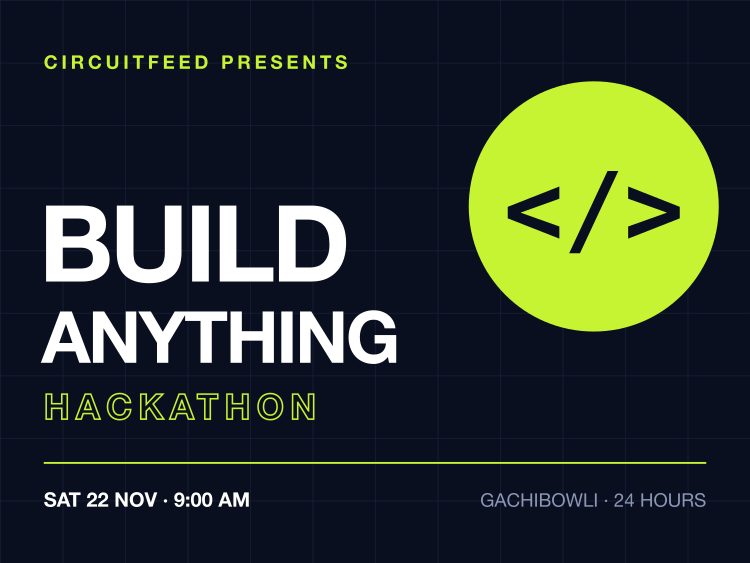 CIRCUITFEED PRESENTS
</>
BUILD
ANYTHING
HACKATHON
SAT 22 NOV · 9:00 AM
GACHIBOWLI · 24 HOURS